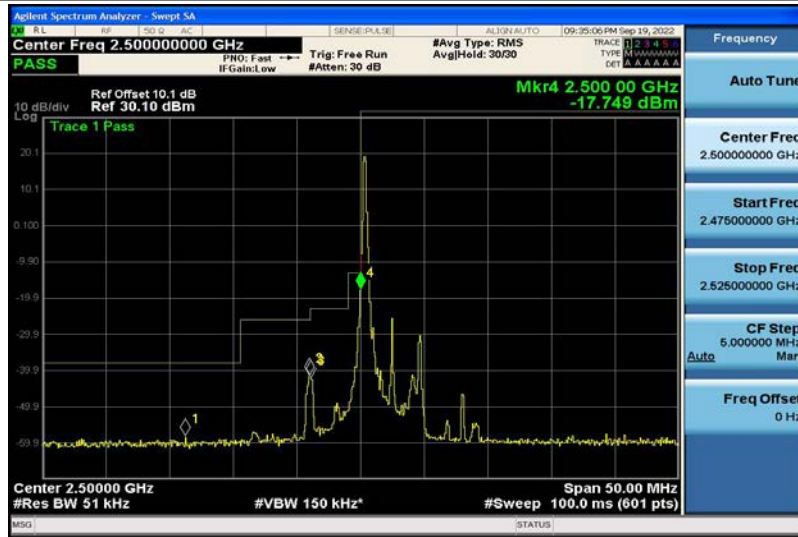 Agilent Spectrum Analyzer - Swept SA
RL RF 50 Ω AC SENSE:PULSE ALIGN AUTO 09:35:06 PM Sep 19, 2022
Center Freq 2.500000000 GHz
PASS
PNO: Fast
IFGain:Low
Trig: Free Run
#Atten: 30 dB
#Avg Type: RMS
Avg|Hold: 30/30
TRACE 1 2 3 4 5 6
TYPE M W W W W W
DET A A A A A A
Mkr4 2.500 00 GHz
-17.749 dBm
Ref Offset 10.1 dB
10 dB/div Ref 30.10 dBm
Log
Trace 1 Pass
20.1
10.1
0.100
-9.90
-19.9
-29.9
-39.9
-49.9
-59.9
1
3
4
Center 2.50000 GHz
Span 50.00 MHz
#Res BW 51 kHz
#VBW 150 kHz*
#Sweep 100.0 ms (601 pts)
MSG
STATUS
Frequency
Auto Tune
Center Freq
2.500000000 GHz
Start Freq
2.475000000 GHz
Stop Freq
2.525000000 GHz
CF Step
5.000000 MHz
Auto Man
Freq Offset
0 Hz